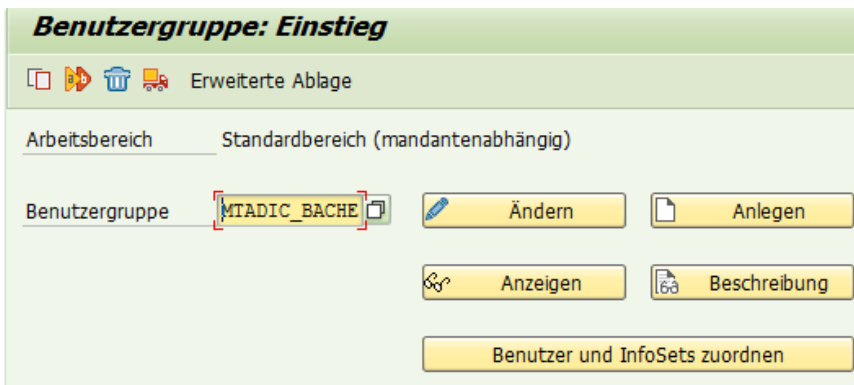 Benutzergruppe: Einstieg
Erweiterte Ablage
Arbeitsbereich Standardbereich (mandantenabhängig)
Benutzergruppe MTADIC_BACHE Ändern Anlegen
Anzeigen Beschreibung
Benutzer und InfoSets zuordnen